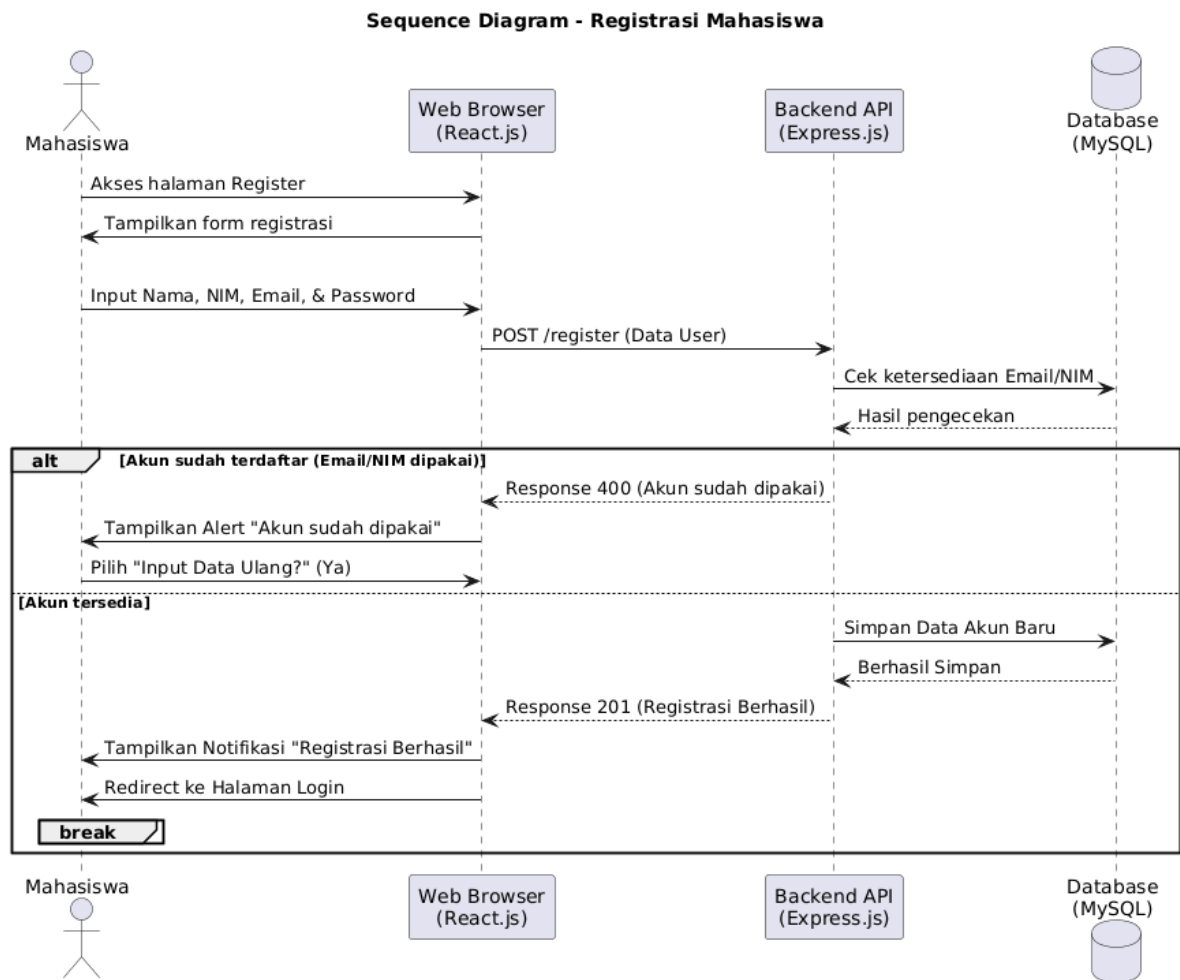 Sequence Diagram - Registrasi Mahasiswa
Mahasiswa
Web Browser
(React.js)
Backend API
(Express.js)
Database
(MySQL)
Akses halaman Register
Tampilkan form registrasi
Input Nama, NIM, Email, & Password
POST /register (Data User)
Cek ketersediaan Email/NIM
Hasil pengecekan
alt
[Akun sudah terdaftar (Email/NIM dipakai)]
Response 400 (Akun sudah dipakai)
Tampilkan Alert "Akun sudah dipakai"
Pilih "Input Data Ulang?" (Ya)
[Akun tersedia]
Simpan Data Akun Baru
Berhasil Simpan
Response 201 (Registrasi Berhasil)
Tampilkan Notifikasi "Registrasi Berhasil"
Redirect ke Halaman Login
break
Mahasiswa
Web Browser
(React.js)
Backend API
(Express.js)
Database
(MySQL)